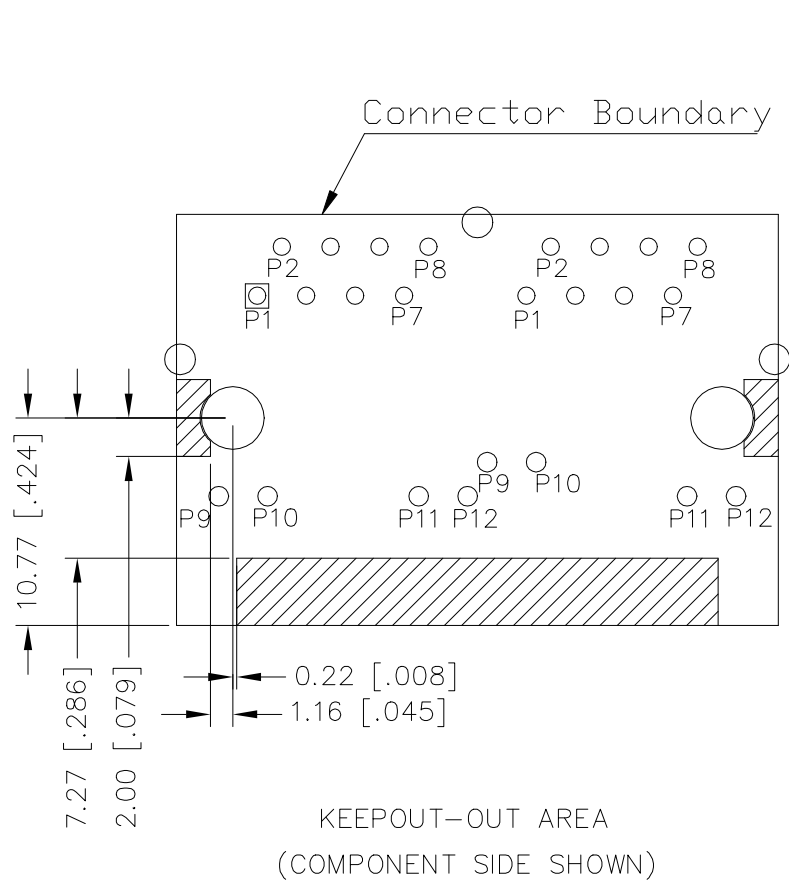 Connector Boundary
P2
P8
P2
P8
P1
P7
P1
P7
P9
P10
P9
P10
P11
P12
P11
P12
10.77 [.424]
7.27 [.286]
2.00 [.079]
0.22 [.008]
1.16 [.045]
KEEPOUT-OUT AREA
(COMPONENT SIDE SHOWN)